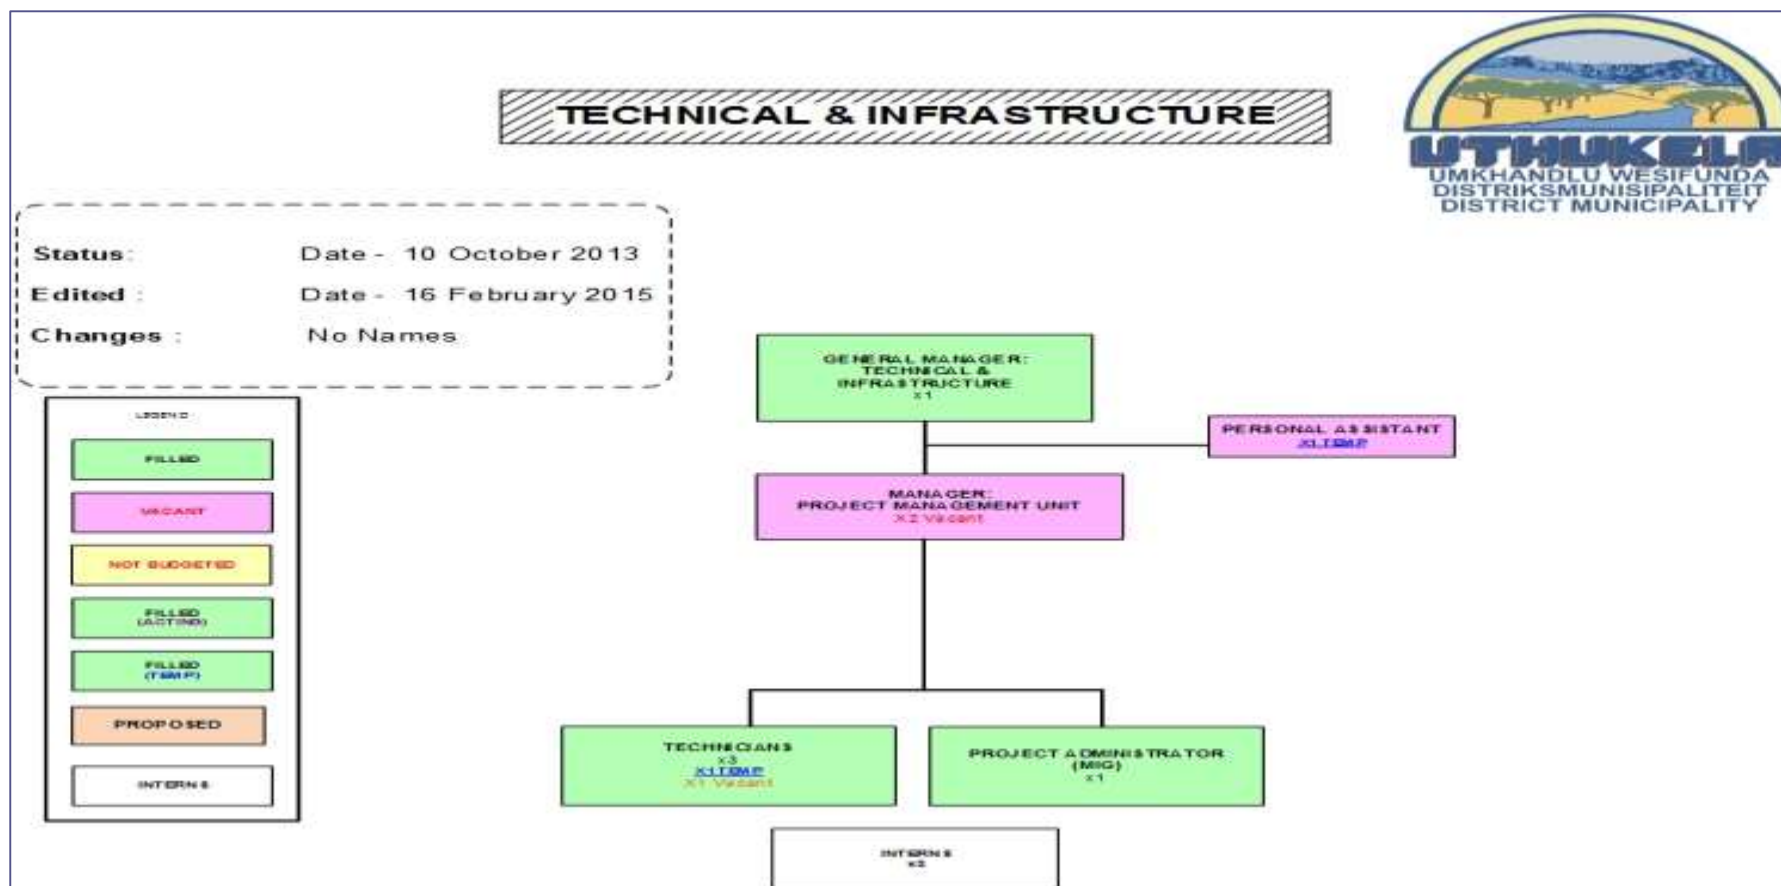 TECHNICAL & INFRASTRUCTURE
UTHUKELA
UMKHANDLU WESIFUNDA
DISTRIKSMUNISIPALITEIT
DISTRICT MUNICIPALITY
Status: Date - 10 October 2013
Edited : Date - 16 February 2015
Changes : No Names
LEGEND
FILLED
VACANT
NOT BUDGETED
FILLED
(ACTING)
FILLED
(TEMP)
PROPOSED
INTERNS
GENERAL MANAGER:
TECHNICAL &
INFRASTRUCTURE
x1
PERSONAL ASSISTANT
X1 TEMP
MANAGER:
PROJECT MANAGEMENT UNIT
X2 Vacant
TECHNICIANS
x3
X1 TEMP
X1 Vacant
PROJECT ADMINISTRATOR
(MIG)
x1
INTERNS